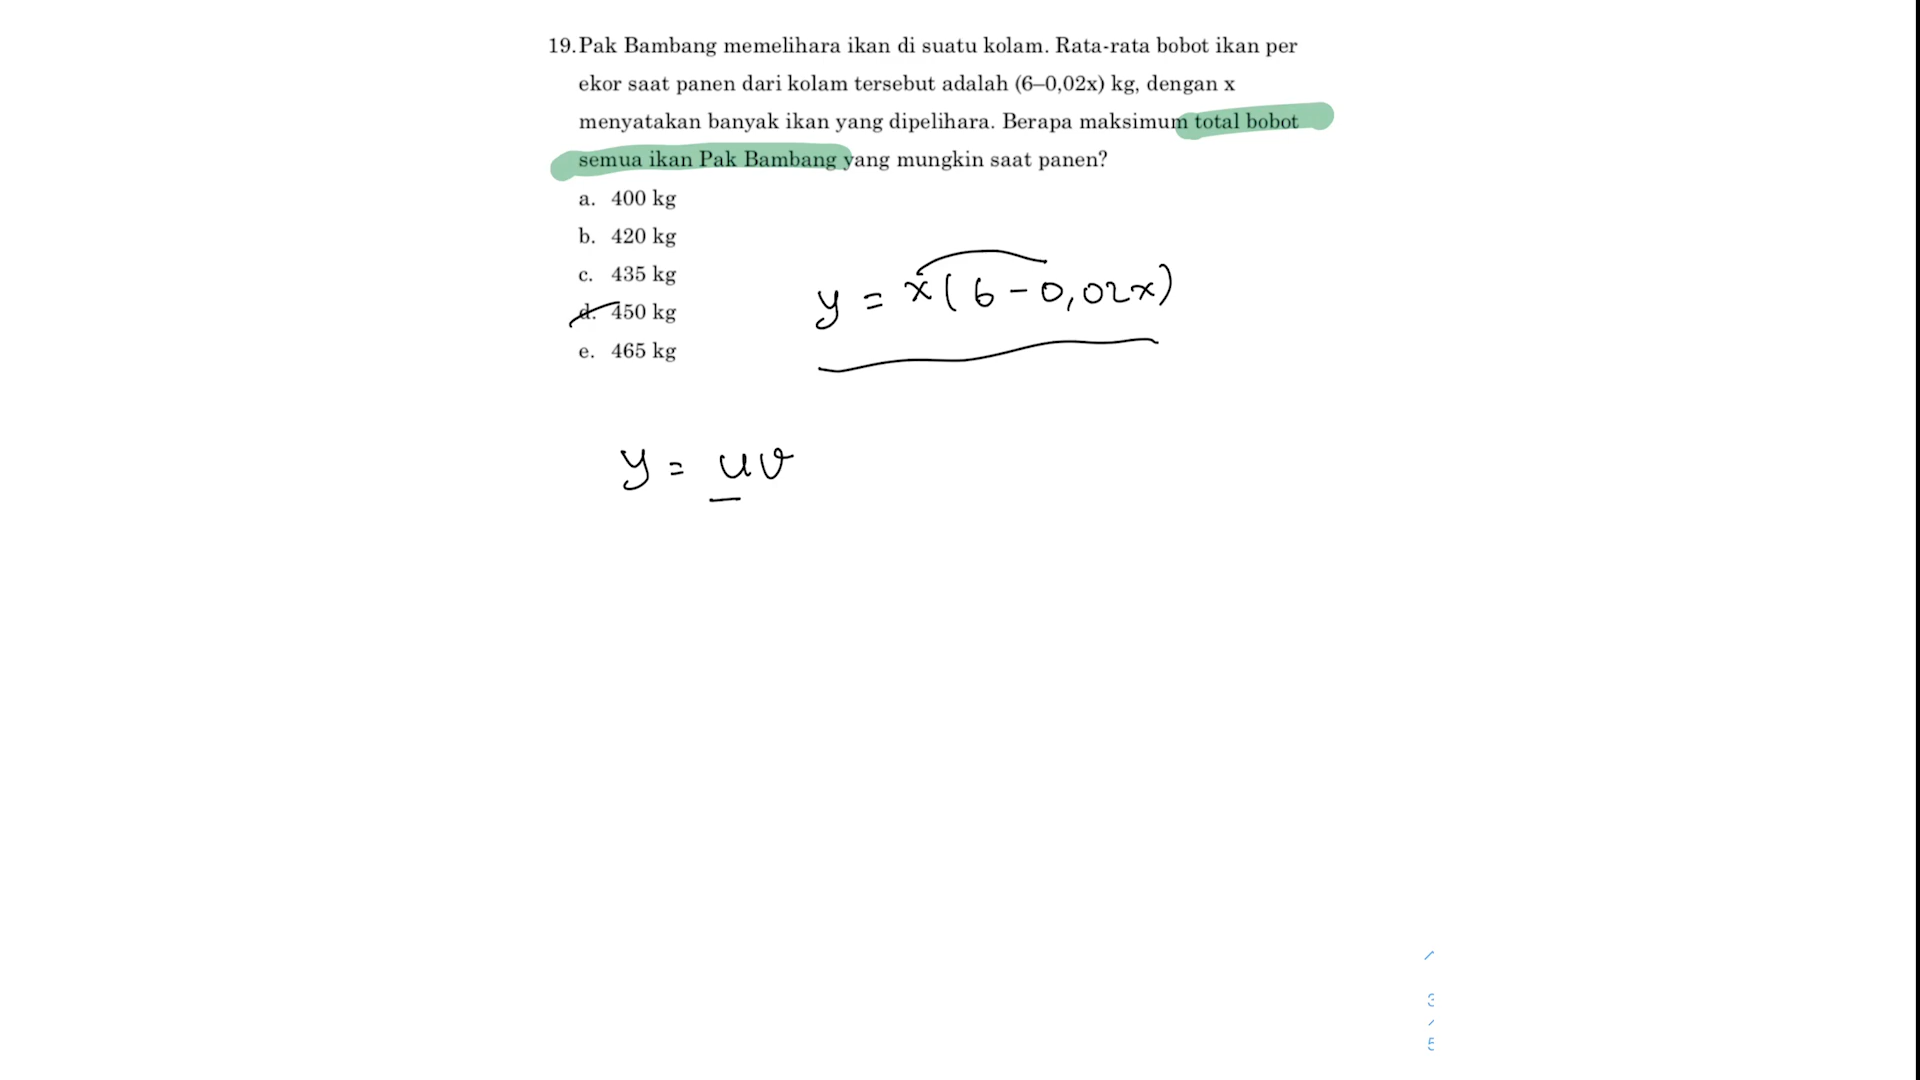 19. Pak Bambang memelihara ikan di suatu kolam. Rata-rata bobot ikan per
ekor saat panen dari kolam tersebut adalah (6–0,02x) kg, dengan x
menyatakan banyak ikan yang dipelihara. Berapa maksimum total bobot
semua ikan Pak Bambang yang mungkin saat panen?
a. 400 kg
b. 420 kg
c. 435 kg
d. 450 kg
e. 465 kg
y = x(6-0,02x)
y = uv